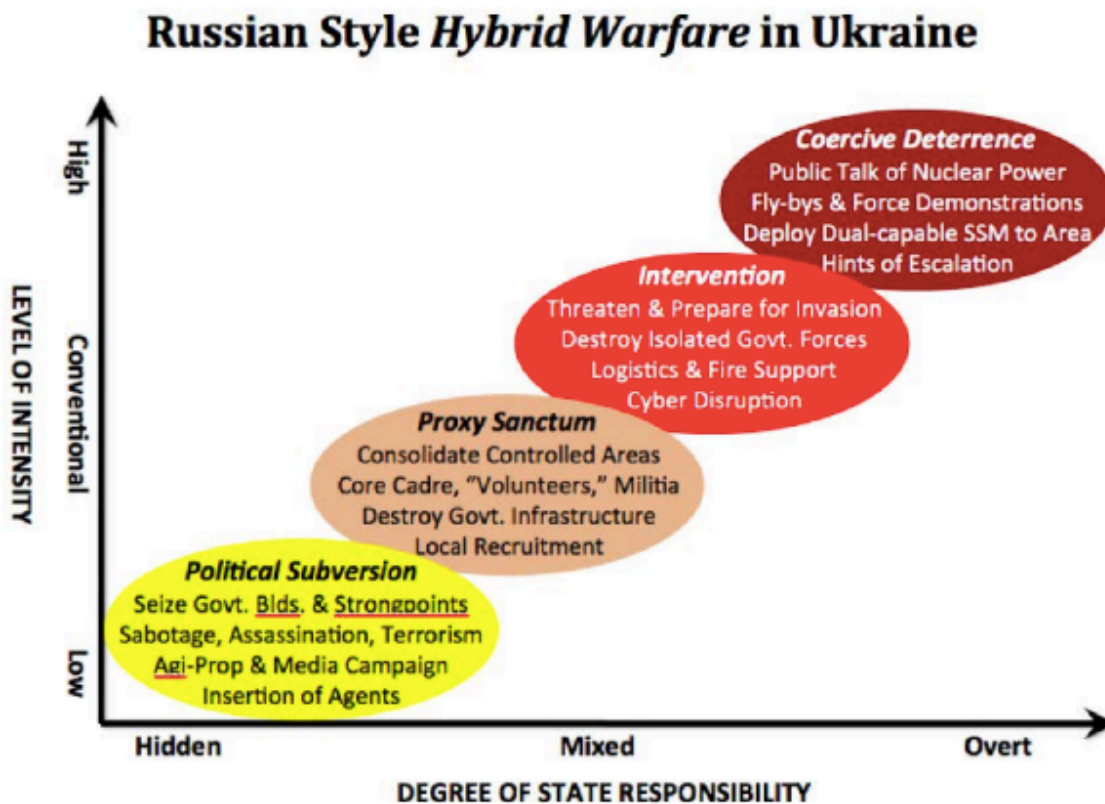 Russian Style Hybrid Warfare in Ukraine
High
Coercive Deterrence
Public Talk of Nuclear Power
Fly-bys & Force Demonstrations
Deploy Dual-capable SSM to Area
Hints of Escalation
LEVEL OF INTENSITY
Conventional
Intervention
Threaten & Prepare for Invasion
Destroy Isolated Govt. Forces
Logistics & Fire Support
Cyber Disruption
Proxy Sanctum
Consolidate Controlled Areas
Core Cadre, “Volunteers,” Militia
Destroy Govt. Infrastructure
Local Recruitment
Political Subversion
Seize Govt. Blds. & Strongpoints
Sabotage, Assassination, Terrorism
Agi-Prop & Media Campaign
Insertion of Agents
Low
Hidden
Mixed
Overt
DEGREE OF STATE RESPONSIBILITY